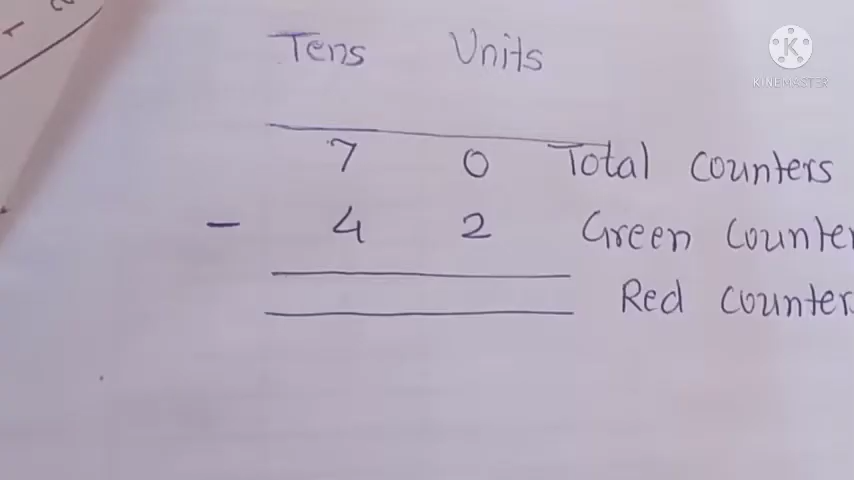 Tens Units
7 0 Total counters
- 4 2 Green counter
Red counter
K
KINEMASTER